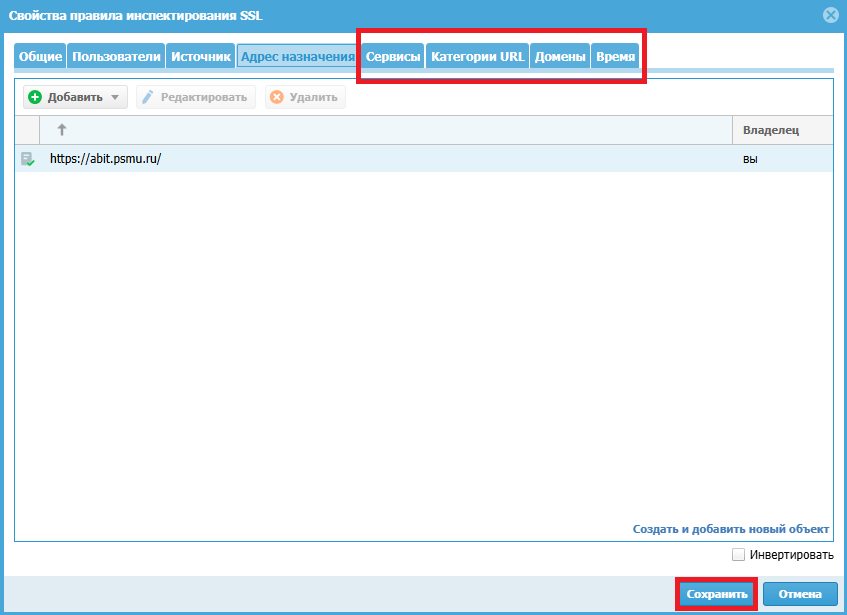 Свойства правила инспектирования SSL
Общие Пользователи Источник Адрес назначения Сервисы Категории URL Домены Время
Добавить Редактировать Удалить
Владелец
https://abit.psmu.ru/ вы
Создать и добавить новый объект
Инвертировать
Сохранить Отмена